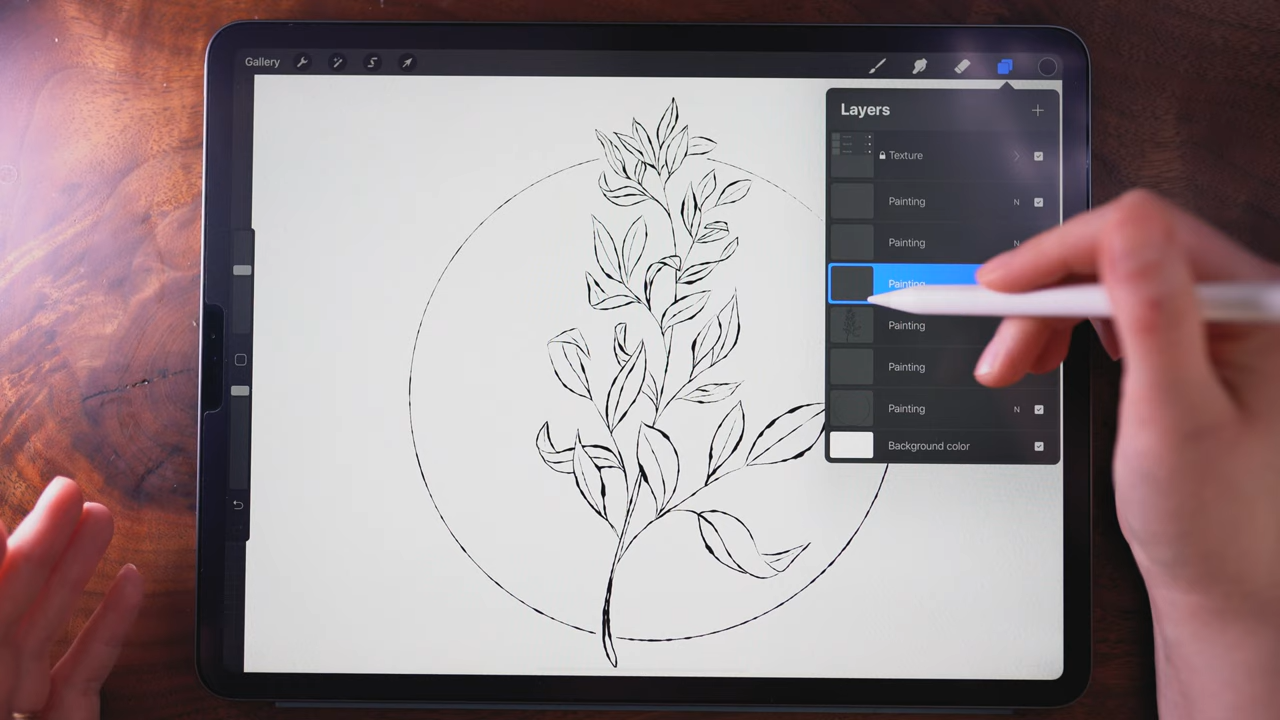 Gallery
Layers
Texture
Painting N
Painting N
Painting
Painting
Painting
Painting N
Background color